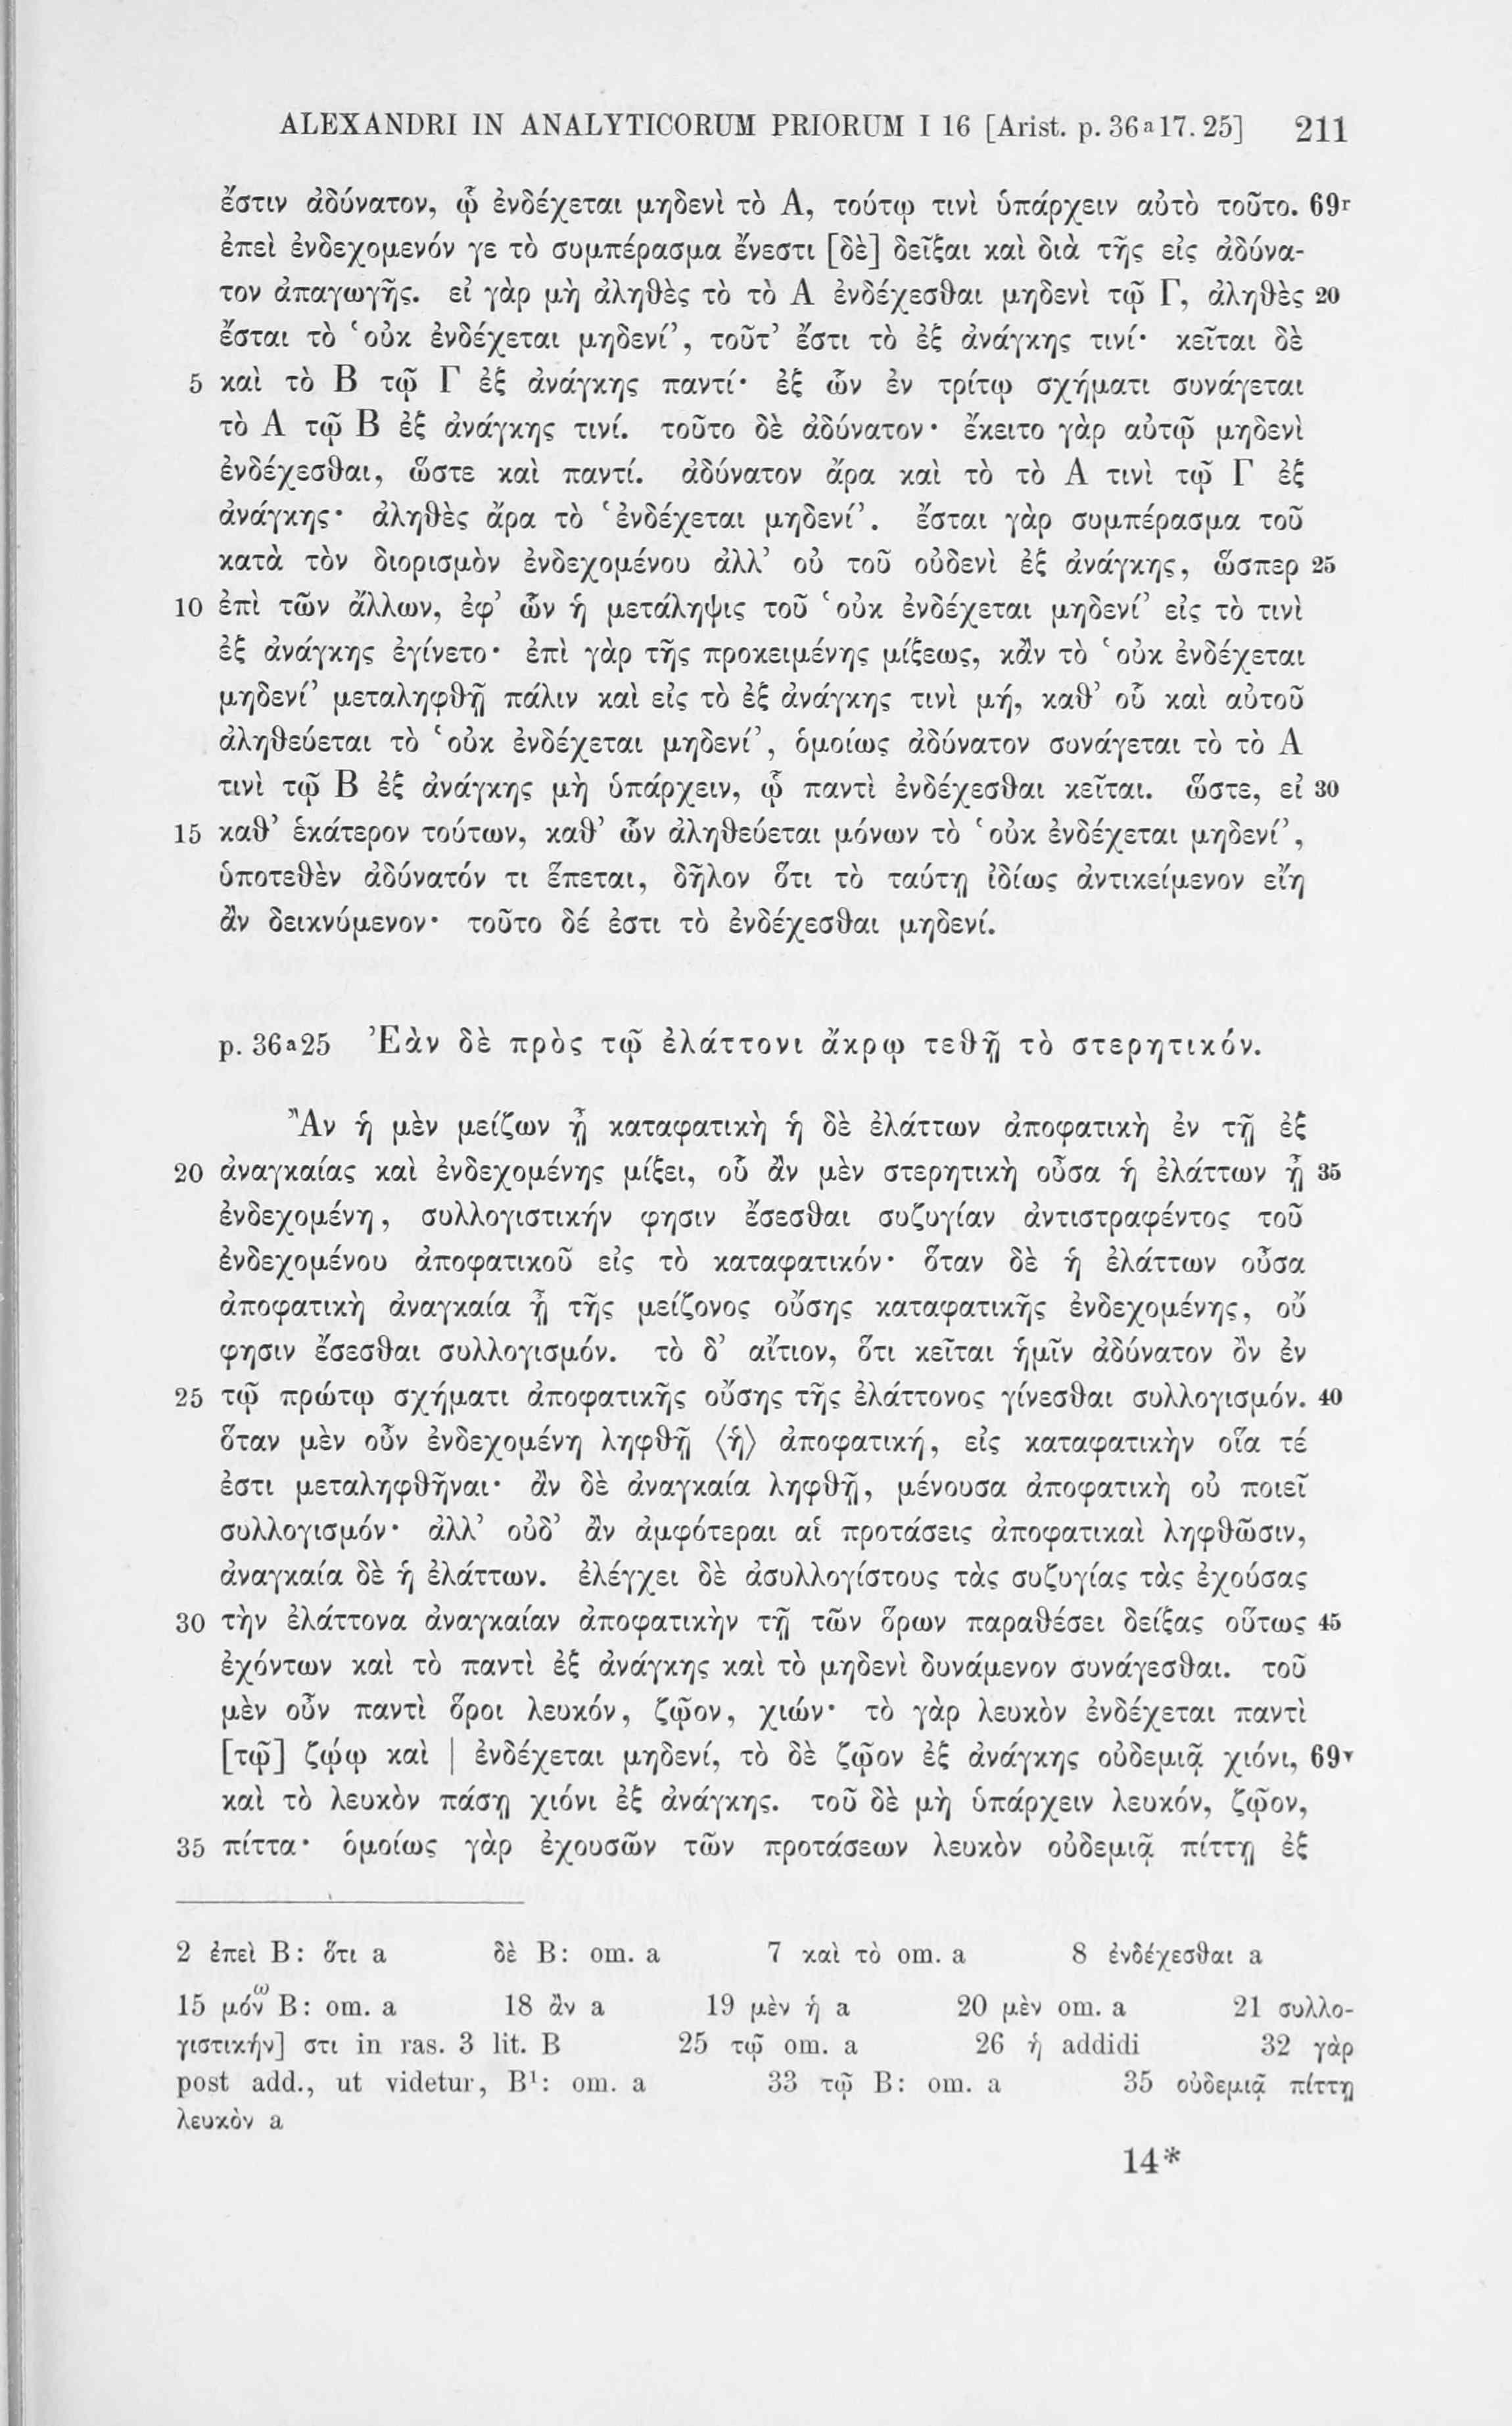 ALEXANDRI IN ANALYTICORUM PRIORUM I 16 [Arist. p. 36a17. 25] 211
ἔστιν ἀδύνατον, ᾧ ἐνδέχεται μηδενὶ τὸ Α, τούτῳ τινὶ ὑπάρχειν αὐτὸ τοῦτο. 69r
ἐπεὶ ἐνδεχομενόν γε τὸ συμπέρασμα ἔνεστι [δὲ] δεῖξαι καὶ διὰ τῆς εἰς ἀδύνα-
τον ἀπαγωγῆς. εἰ γὰρ μὴ ἀληθὲς τὸ τὸ Α ἐνδέχεσθαι μηδενὶ τῷ Γ, ἀληθὲς 20
ἔσται τὸ ‘οὐκ ἐνδέχεται μηδενί’, τοῦτ’ ἔστι τὸ ἐξ ἀνάγκης τινί· κεῖται δὲ
5 καὶ τὸ Β τῷ Γ ἐξ ἀνάγκης παντί· ἐξ ὧν ἐν τρίτῳ σχήματι συνάγεται
τὸ Α τῷ Β ἐξ ἀνάγκης τινί. τοῦτο δὲ ἀδύνατον· ἔκειτο γὰρ αὐτῷ μηδενὶ
ἐνδέχεσθαι, ὥστε καὶ παντί. ἀδύνατον ἄρα καὶ τὸ τὸ Α τινὶ τῷ Γ ἐξ
ἀνάγκης· ἀληθὲς ἄρα τὸ ‘ἐνδέχεται μηδενί’. ἔσται γὰρ συμπέρασμα τοῦ
κατὰ τὸν διορισμὸν ἐνδεχομένου ἀλλ’ οὐ τοῦ οὐδενὶ ἐξ ἀνάγκης, ὥσπερ 25
10 ἐπὶ τῶν ἄλλων, ἐφ’ ὧν ἡ μετάληψις τοῦ ‘οὐκ ἐνδέχεται μηδενί’ εἰς τὸ τινὶ
ἐξ ἀνάγκης ἐγίνετο· ἐπὶ γὰρ τῆς προκειμένης μίξεως, κἂν τὸ ‘οὐκ ἐνδέχεται
μηδενί’ μεταληφθῇ πάλιν καὶ εἰς τὸ ἐξ ἀνάγκης τινὶ μή, καθ’ οὗ καὶ αὐτοῦ
ἀληθεύεται τὸ ‘οὐκ ἐνδέχεται μηδενί’, ὁμοίως ἀδύνατον συνάγεται τὸ τὸ Α
τινὶ τῷ Β ἐξ ἀνάγκης μὴ ὑπάρχειν, ᾧ παντὶ ἐνδέχεσθαι κεῖται. ὥστε, εἰ 30
15 καθ’ ἑκάτερον τούτων, καθ’ ὧν ἀληθεύεται μόνων τὸ ‘οὐκ ἐνδέχεται μηδενί’,
ὑποτεθὲν ἀδύνατόν τι ἕπεται, δῆλον ὅτι τὸ ταύτῃ ἰδίως ἀντικείμενον εἴη
ἂν δεικνύμενον· τοῦτο δέ ἐστι τὸ ἐνδέχεσθαι μηδενί.
p. 36a25 Ἐὰν δὲ πρὸς τῷ ἐλάττονι ἄκρῳ τεθῇ τὸ στερητικόν.
Ἂν ἡ μὲν μείζων ᾖ καταφατικὴ ἡ δὲ ἐλάττων ἀποφατικὴ ἐν τῇ ἐξ
20 ἀναγκαίας καὶ ἐνδεχομένης μίξει, οὗ ἂν μὲν στερητικὴ οὖσα ἡ ἐλάττων ᾖ 35
ἐνδεχομένη, συλλογιστικήν φησιν ἔσεσθαι συζυγίαν ἀντιστραφέντος τοῦ
ἐνδεχομένου ἀποφατικοῦ εἰς τὸ καταφατικόν· ὅταν δὲ ἡ ἐλάττων οὖσα
ἀποφατικὴ ἀναγκαία ᾖ τῆς μείζονος οὔσης καταφατικῆς ἐνδεχομένης, οὔ
φησιν ἔσεσθαι συλλογισμόν. τὸ δ’ αἴτιον, ὅτι κεῖται ἡμῖν ἀδύνατον ὂν ἐν
25 τῷ πρώτῳ σχήματι ἀποφατικῆς οὔσης τῆς ἐλάττονος γίνεσθαι συλλογισμόν. 40
ὅταν μὲν οὖν ἐνδεχομένη ληφθῇ ⟨ἡ⟩ ἀποφατική, εἰς καταφατικὴν οἵα τέ
ἐστι μεταληφθῆναι· ἂν δὲ ἀναγκαία ληφθῇ, μένουσα ἀποφατικὴ οὐ ποιεῖ
συλλογισμόν· ἀλλ’ οὐδ’ ἂν ἀμφότεραι αἱ προτάσεις ἀποφατικαὶ ληφθῶσιν,
ἀναγκαία δὲ ἡ ἐλάττων. ἐλέγχει δὲ ἀσυλλογίστους τὰς συζυγίας τὰς ἐχούσας
30 τὴν ἐλάττονα ἀναγκαίαν ἀποφατικὴν τῇ τῶν ὅρων παραθέσει δείξας οὕτως 45
ἐχόντων καὶ τὸ παντὶ ἐξ ἀνάγκης καὶ τὸ μηδενὶ δυνάμενον συνάγεσθαι. τοῦ
μὲν οὖν παντὶ ὅροι λευκόν, ζῷον, χιών· τὸ γὰρ λευκὸν ἐνδέχεται παντὶ
[τῷ] ζῴῳ καὶ | ἐνδέχεται μηδενί, τὸ δὲ ζῷον ἐξ ἀνάγκης οὐδεμιᾷ χιόνι, 69v
καὶ τὸ λευκὸν πάσῃ χιόνι ἐξ ἀνάγκης. τοῦ δὲ μὴ ὑπάρχειν λευκόν, ζῷον,
35 πίττα· ὁμοίως γὰρ ἐχουσῶν τῶν προτάσεων λευκὸν οὐδεμιᾷ πίττῃ ἐξ
2 ἐπεὶ B: ὅτι a δὲ B: om. a 7 καὶ τὸ om. a 8 ἐνδέχεσθαι a
15 μόν͠ω B: om. a 18 ἂν a 19 μὲν ἡ a 20 μὲν om. a 21 συλλο-
γιστικήν] στι in ras. 3 lit. B 25 τῷ om. a 26 ἡ addidi 32 γὰρ
post add., ut videtur, B¹: om. a 33 τῷ B: om. a 35 οὐδεμιᾷ πίττῃ
λευκὸν a
14*